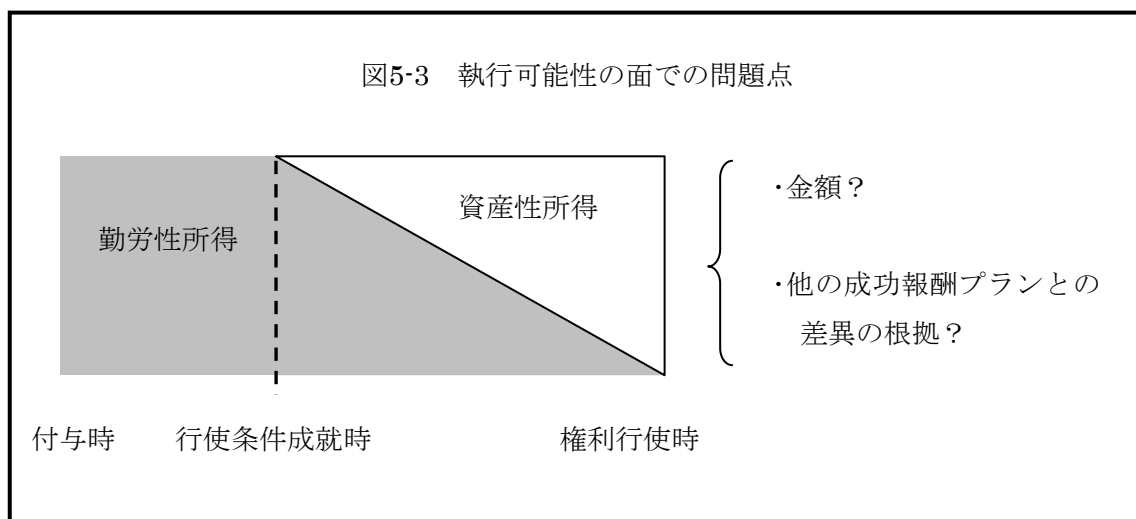 図5-3　執行可能性の面での問題点
勤労性所得
資産性所得
・金額？
・他の成功報酬プランとの
差異の根拠？
付与時　行使条件成就時　権利行使時